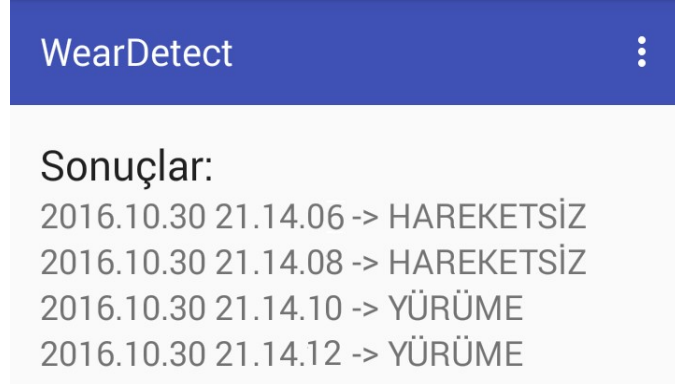 WearDetect
Sonuçlar:
2016.10.30 21.14.06 -> HAREKETSİZ
2016.10.30 21.14.08 -> HAREKETSİZ
2016.10.30 21.14.10 -> YÜRÜME
2016.10.30 21.14.12 -> YÜRÜME